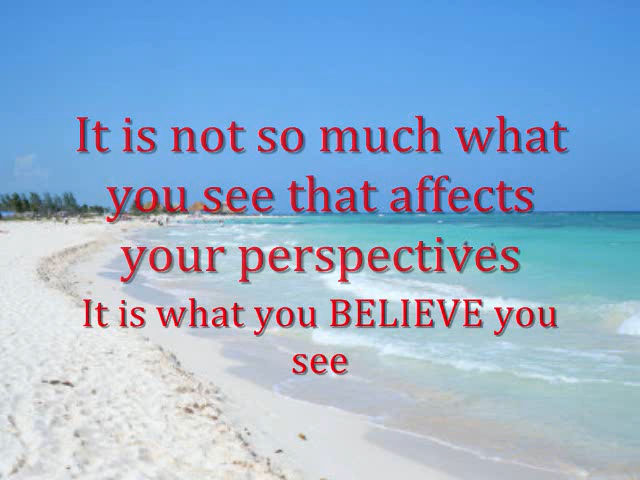 It is not so much what
you see that affects
your perspectives
It is what you BELIEVE you
see